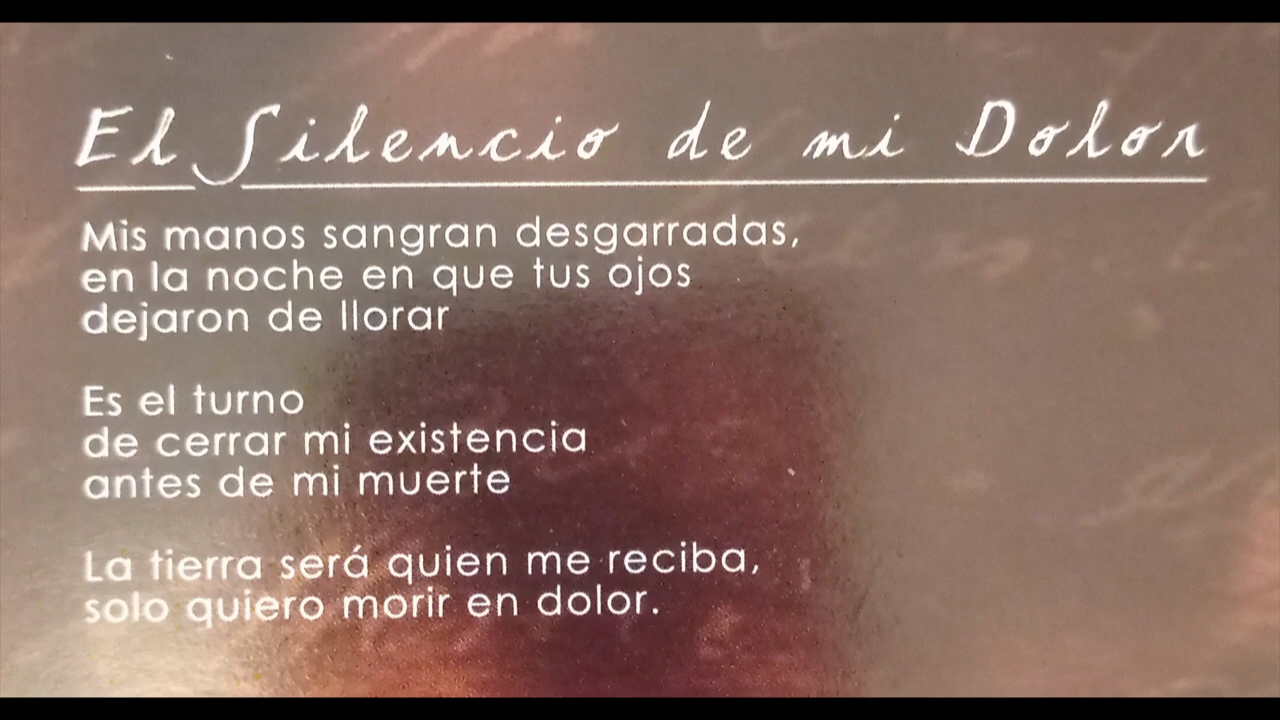 El Silencio de mi Dolor
Mis manos sangran desgarradas,
en la noche en que tus ojos
dejaron de llorar
Es el turno
de cerrar mi existencia
antes de mi muerte
La tierra será quien me reciba,
solo quiero morir en dolor.